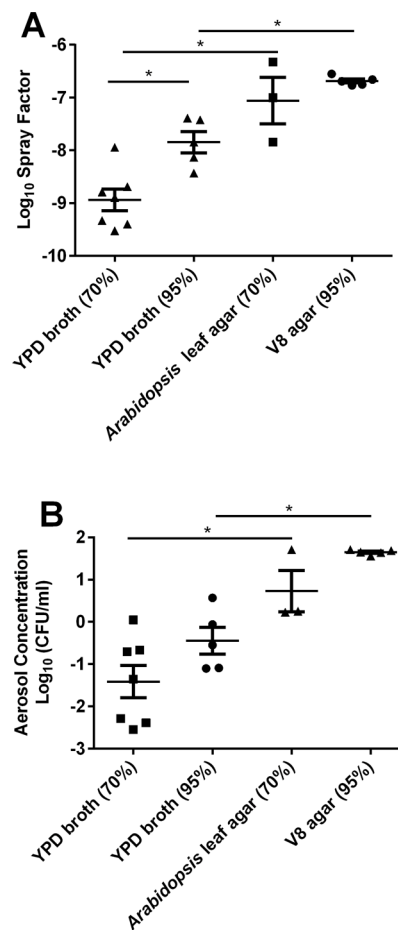 A
Log10 Spray Factor
-6
-7
-8
-9
-10
*
*
*
YPD broth (70%)
YPD broth (95%)
Arabidopsis leaf agar (70%)
V8 agar (95%)
B
Aerosol Concentration
Log10 (CFU/ml)
2
1
0
-1
-2
-3
*
*
YPD broth (70%)
YPD broth (95%)
Arabidopsis leaf agar (70%)
V8 agar (95%)